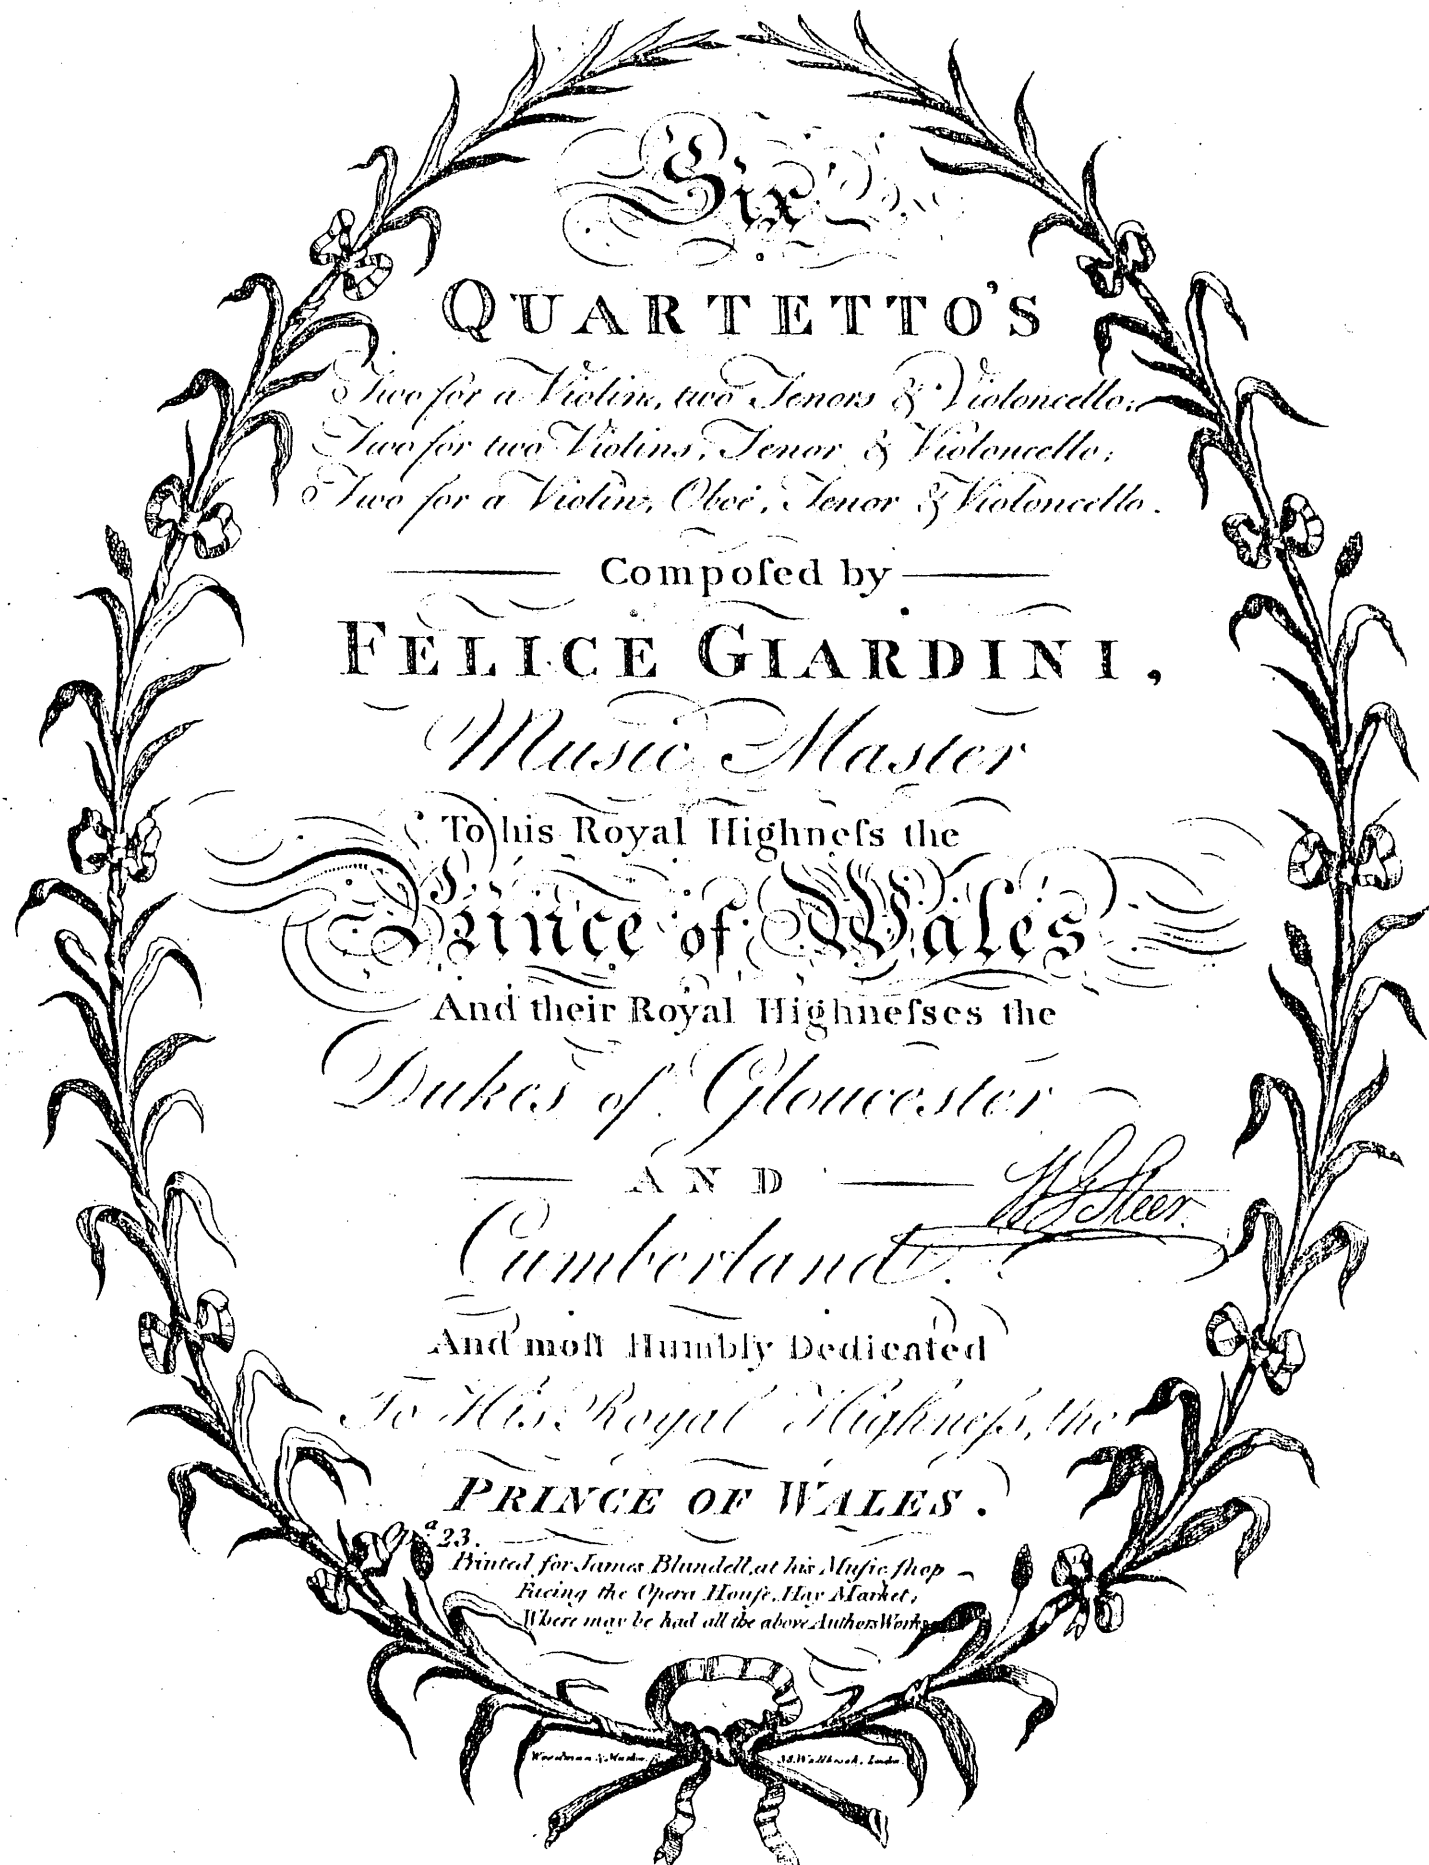 Six
QUARTETTO'S
Two for a Violin, two Tenors & Violoncello;
Two for two Violins, Tenor & Violoncello;
Two for a Violin, Oboe, Tenor & Violoncello.
Compoſed by
FELICE GIARDINI,
Music Master
To his Royal Highneſs the
Prince of Wales
And their Royal Highneſses the
Dukes of Gloucester
AND
Cumberland.
And moſt Humbly Dedicated
To His Royal Highneſs, the
PRINCE OF WALES.
Opª. 23.
Printed for James Blundell, at his Muſic ſhop
Facing the Opera Houſe, Hay Market;
Where may be had all the above Authors Works
Woodman &
London